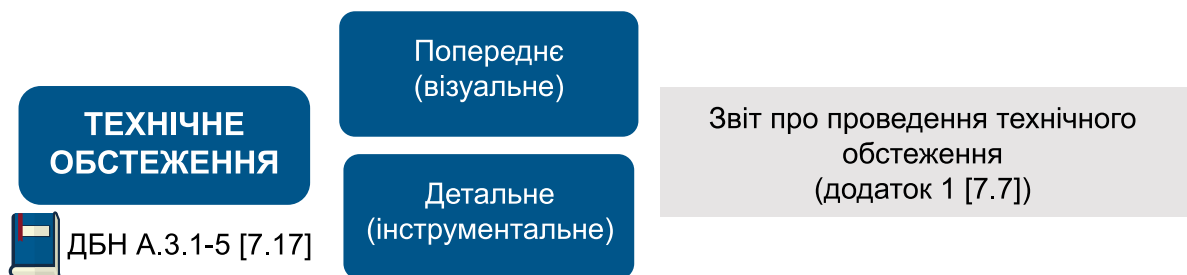 ТЕХНІЧНЕ
ОБСТЕЖЕННЯ
ДБН А.3.1-5 [7.17]
Попереднє
(візуальне)
Детальне
(інструментальне)
Звіт про проведення технічного
обстеження
(додаток 1 [7.7])